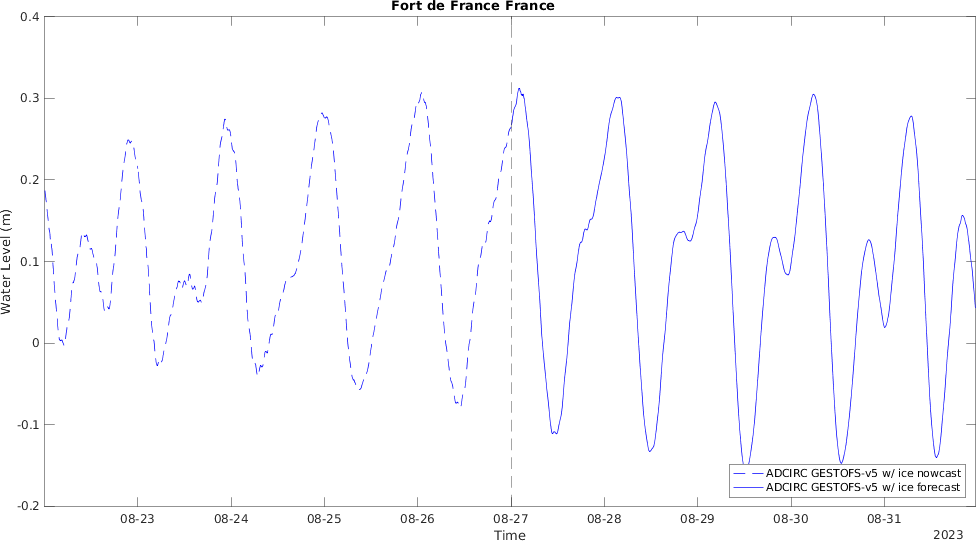 Fort de France France
0.4
0.3
0.2
0.1
0
-0.1
-0.2
Water Level (m)
ADCIRC GESTOFS-v5 w/ ice nowcast
ADCIRC GESTOFS-v5 w/ ice forecast
08-23 08-24 08-25 08-26 08-27 08-28 08-29 08-30 08-31
Time
2023